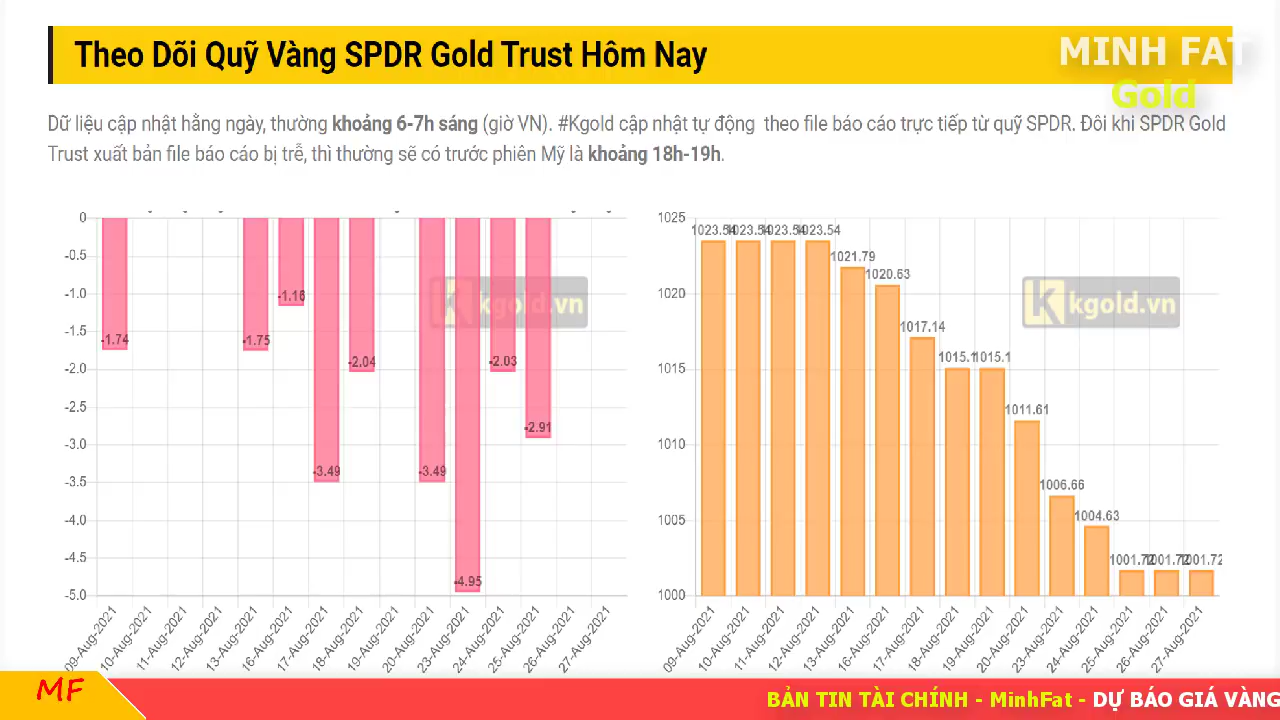 Theo Dõi Quỹ Vàng SPDR Gold Trust Hôm Nay
MINH FAT
Gold
Dữ liệu cập nhật hằng ngày, thường khoảng 6-7h sáng (giờ VN). #Kgold cập nhật tự động theo file báo cáo trực tiếp từ quỹ SPDR. Đôi khi SPDR Gold
Trust xuất bản file báo cáo bị trễ, thì thường sẽ có trước phiên Mỹ là khoảng 18h-19h.
0
-0.5
-1.0
-1.5
-2.0
-2.5
-3.0
-3.5
-4.0
-4.5
-5.0
-1.74
-1.75
-1.16
-3.49
-2.04
-3.49
-4.95
-2.03
-2.91
K kgold.vn
09-Aug-2021
10-Aug-2021
11-Aug-2021
12-Aug-2021
13-Aug-2021
16-Aug-2021
17-Aug-2021
18-Aug-2021
19-Aug-2021
20-Aug-2021
23-Aug-2021
24-Aug-2021
25-Aug-2021
26-Aug-2021
27-Aug-2021
1025
1020
1015
1010
1005
1000
1023.54
1023.54
1023.54
1023.54
1021.79
1020.63
1017.14
1015.1
1015.1
1011.61
1006.66
1004.63
1001.72
1001.72
1001.72
K kgold.vn
09-Aug-2021
10-Aug-2021
11-Aug-2021
12-Aug-2021
13-Aug-2021
16-Aug-2021
17-Aug-2021
18-Aug-2021
19-Aug-2021
20-Aug-2021
23-Aug-2021
24-Aug-2021
25-Aug-2021
26-Aug-2021
27-Aug-2021
MF
BẢN TIN TÀI CHÍNH - MinhFat - DỰ BÁO GIÁ VÀNG